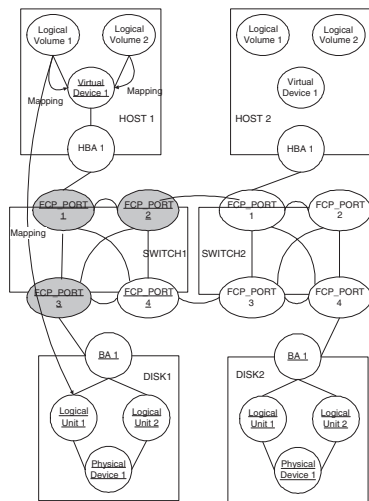 Logical
Volume 1
Logical
Volume 2
Virtual
Device 1
Mapping
Mapping
HOST 1
HBA 1
Logical
Volume 1
Logical
Volume 2
Virtual
Device 1
HOST 2
HBA 1
FCP_PORT
1
FCP_PORT
2
FCP_PORT
1
FCP_PORT
2
Mapping
SWITCH1
SWITCH2
FCP_PORT
3
FCP_PORT
4
FCP_PORT
3
FCP_PORT
4
BA 1
DISK1
Logical
Unit 1
Logical
Unit 2
Physical
Device 1
BA 1
DISK2
Logical
Unit 1
Logical
Unit 2
Physical
Device 1